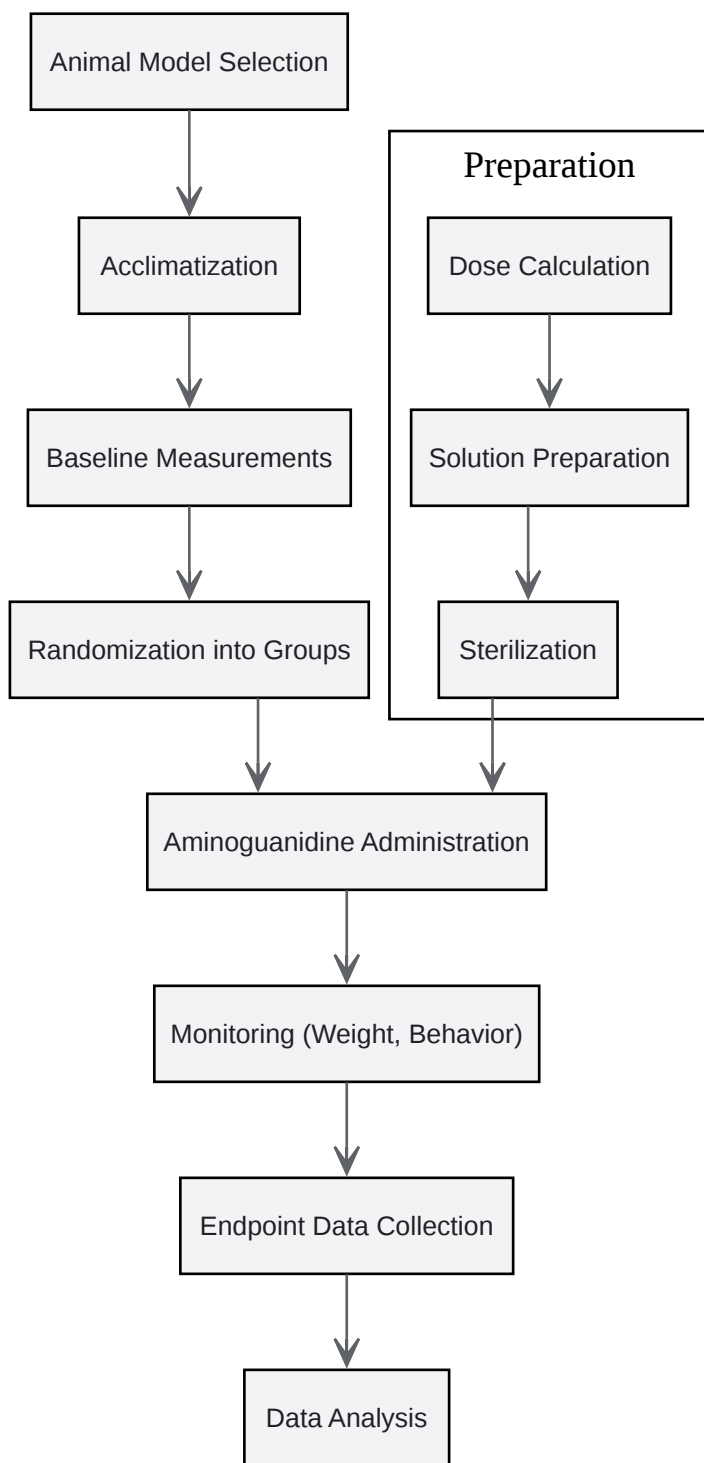 Animal Model Selection
Preparation
Acclimatization
Dose Calculation
Baseline Measurements
Solution Preparation
Randomization into Groups
Sterilization
Aminoguanidine Administration
Monitoring (Weight, Behavior)
Endpoint Data Collection
Data Analysis